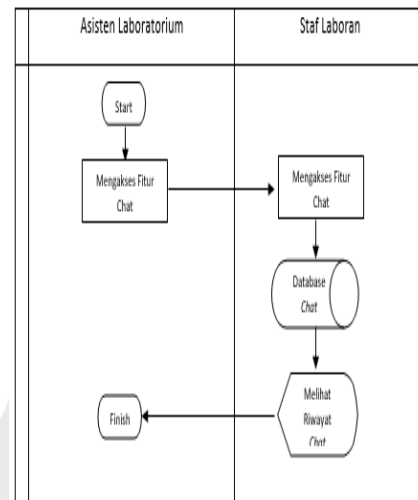 Asisten Laboratorium
Staf Laboran
Start
Mengakses Fitur
Chat
Mengakses Fitur
Chat
Database
Chat
Melihat
Riwayat
Chat
Finish